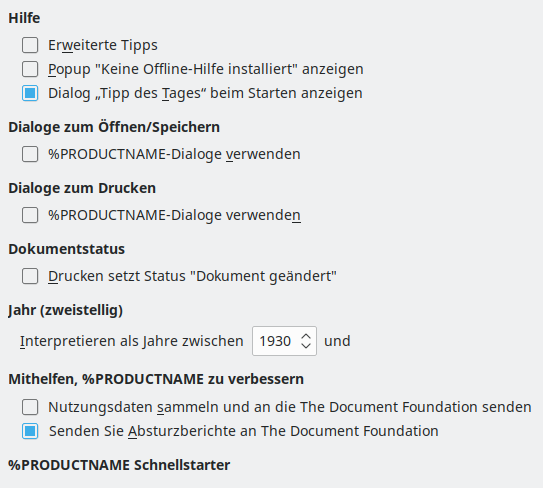 Hilfe
Erweiterte Tipps
Popup "Keine Offline-Hilfe installiert" anzeigen
Dialog „Tipp des Tages“ beim Starten anzeigen
Dialoge zum Öffnen/Speichern
%PRODUCTNAME-Dialoge verwenden
Dialoge zum Drucken
%PRODUCTNAME-Dialoge verwenden
Dokumentstatus
Drucken setzt Status "Dokument geändert"
Jahr (zweistellig)
Interpretieren als Jahre zwischen 1930 und
Mithelfen, %PRODUCTNAME zu verbessern
Nutzungsdaten sammeln und an die The Document Foundation senden
Senden Sie Absturzberichte an The Document Foundation
%PRODUCTNAME Schnellstarter